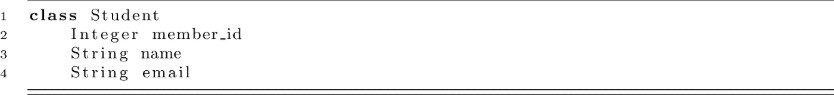 1 class Student
2 Integer member_id
3 String name
4 String email